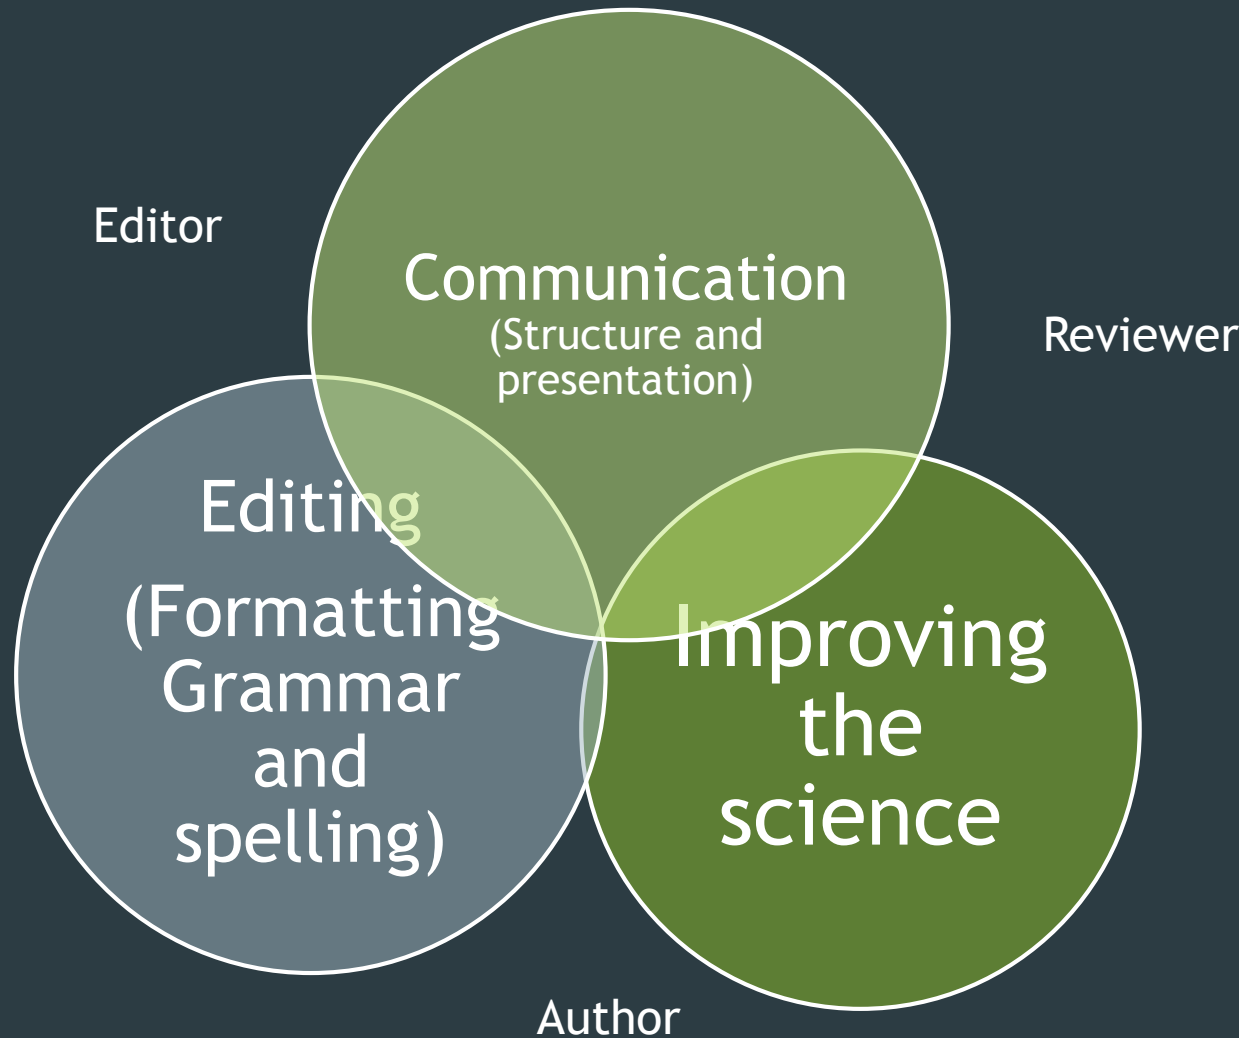 Editor
Communication
(Structure and
presentation)
Reviewer
Editing
(Formatting
Grammar
and
spelling)
Improving
the
science
Author